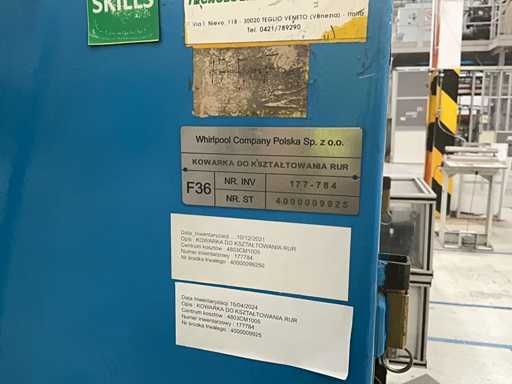 SKILLS
Via I. Nievo, 118 - 30020 TEGLIO VENETO (Venezia) - Italia
Tel. 0421/789290
Whirlpool Company Polska Sp. z o.o.
KOWARKA DO KSZTAŁTOWANIA RUR
F36
NR. INV 177-784
NR. ST 4000009925
Data Inwentaryzacji : 10/12/2021
Opis : KOWARKA DO KSZTAŁTOWANIA RUR
Centrum kosztów : 4803CM1005
Numer inwentarzowy : 177784
Nr środka trwałego : 40000099250
Data Inwentaryzacji 16/04/2024
Opis : KOWARKA DO KSZTAŁTOWANIA RUR
Centrum kosztów : 4803CM1005
Numer inwentarzowy : 177784
Nr środka trwałego : 4000009925